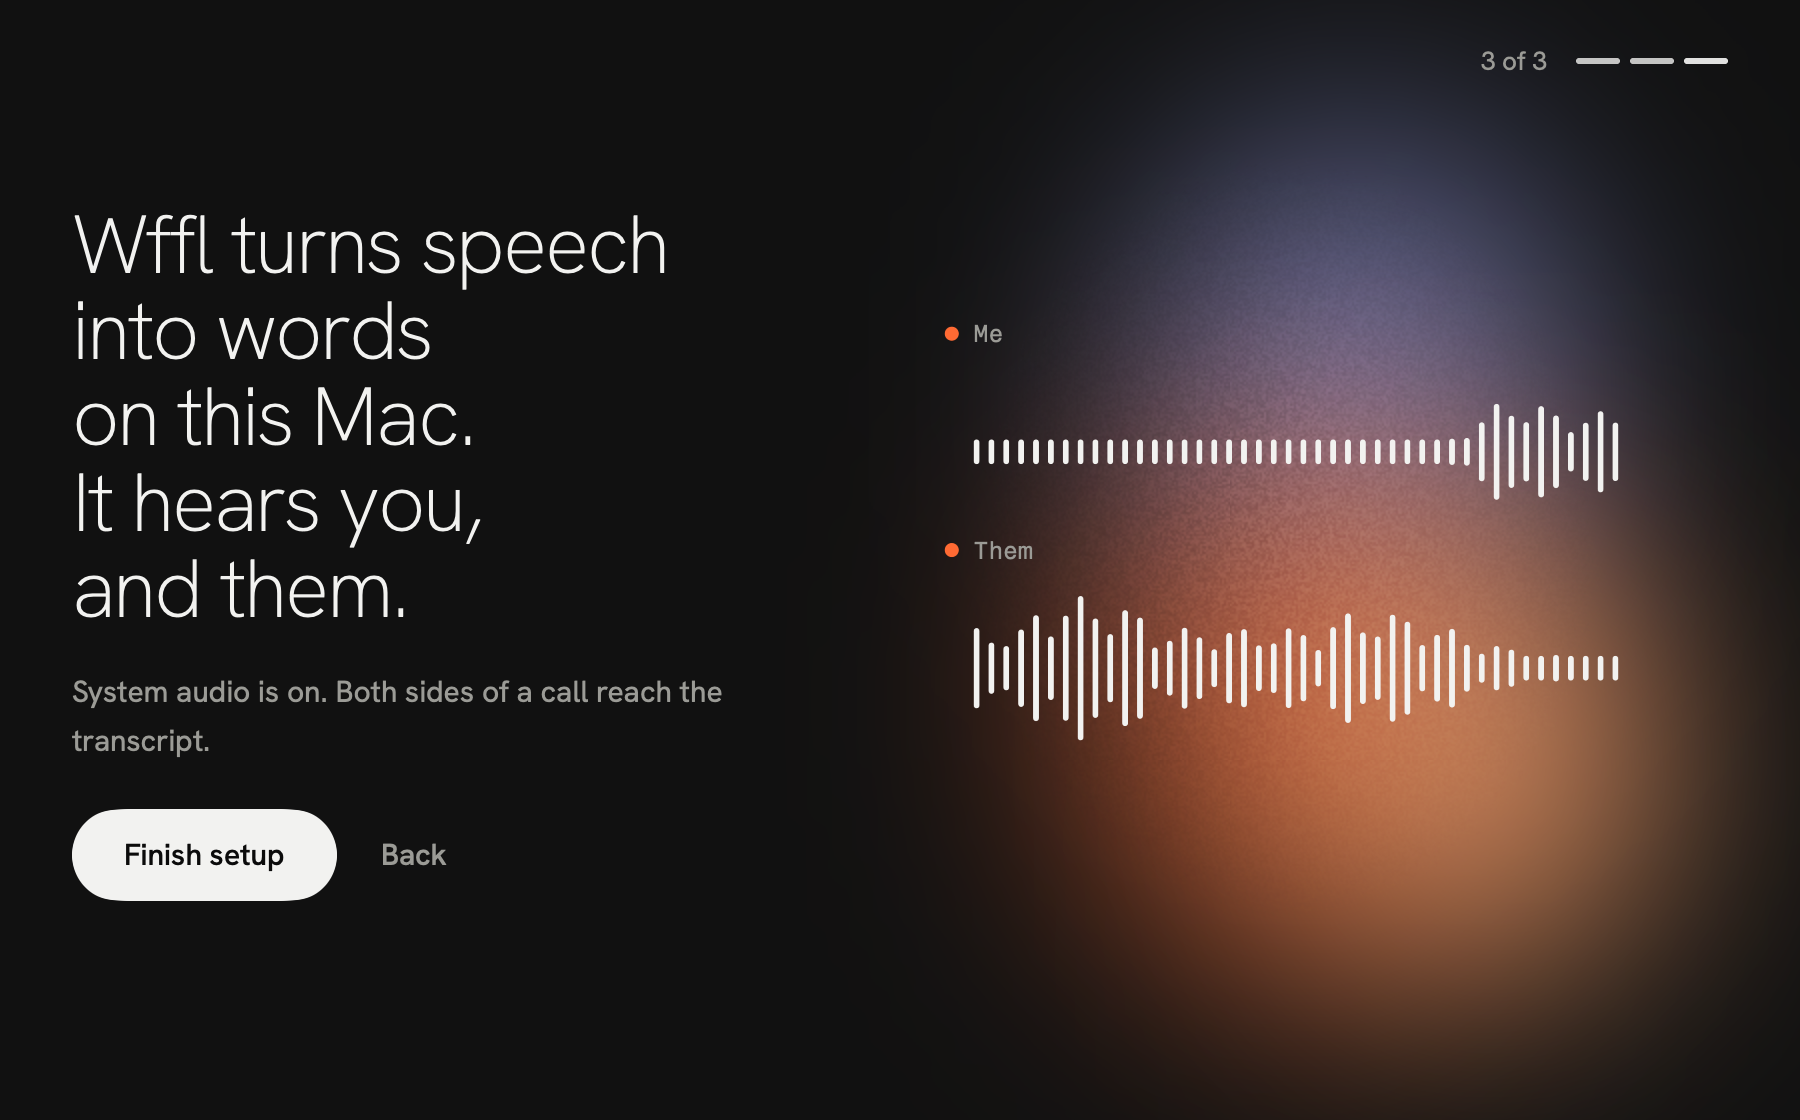 3 of 3
Wffl turns speech
into words
on this Mac.
It hears you,
and them.
System audio is on. Both sides of a call reach the
transcript.
Finish setup
Back
Me
Them